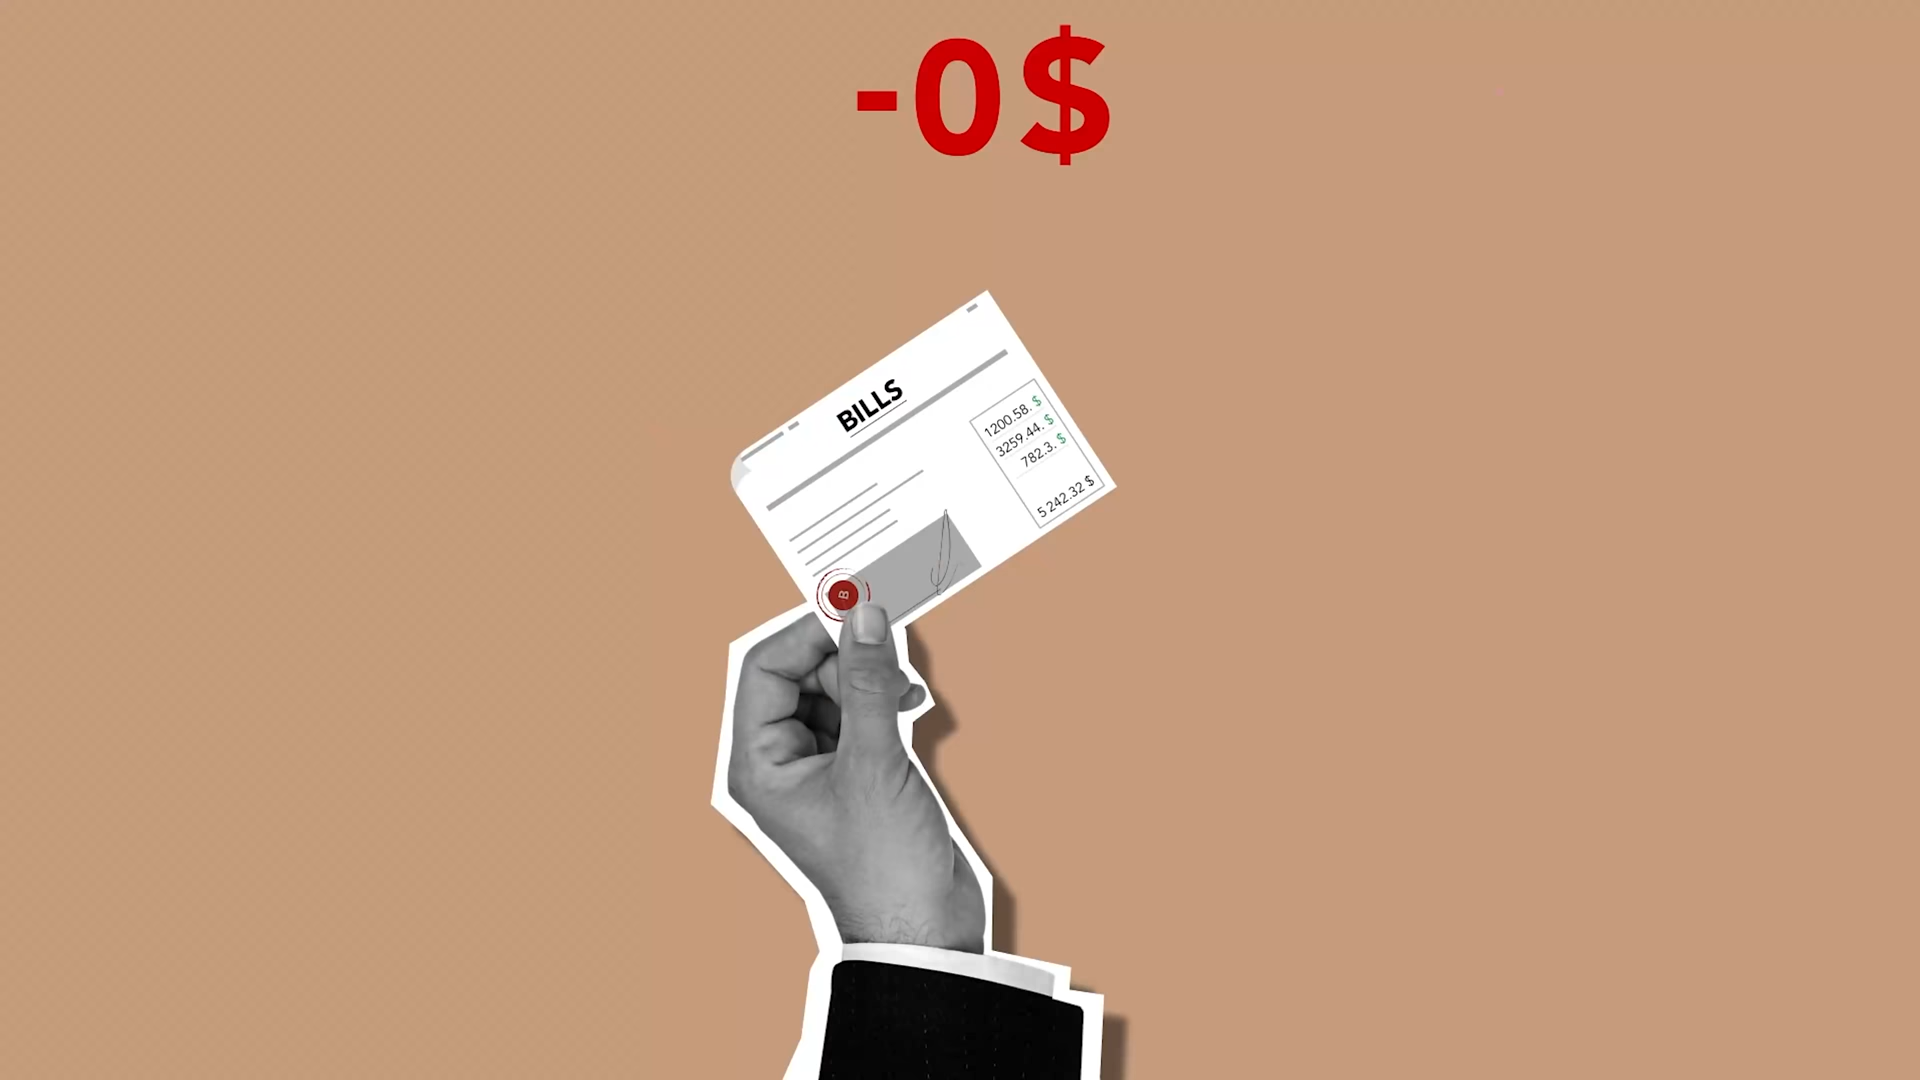 -0$
BILLS
1200.58. $
3259.44. $
782.3. $
5 242.32 $
B